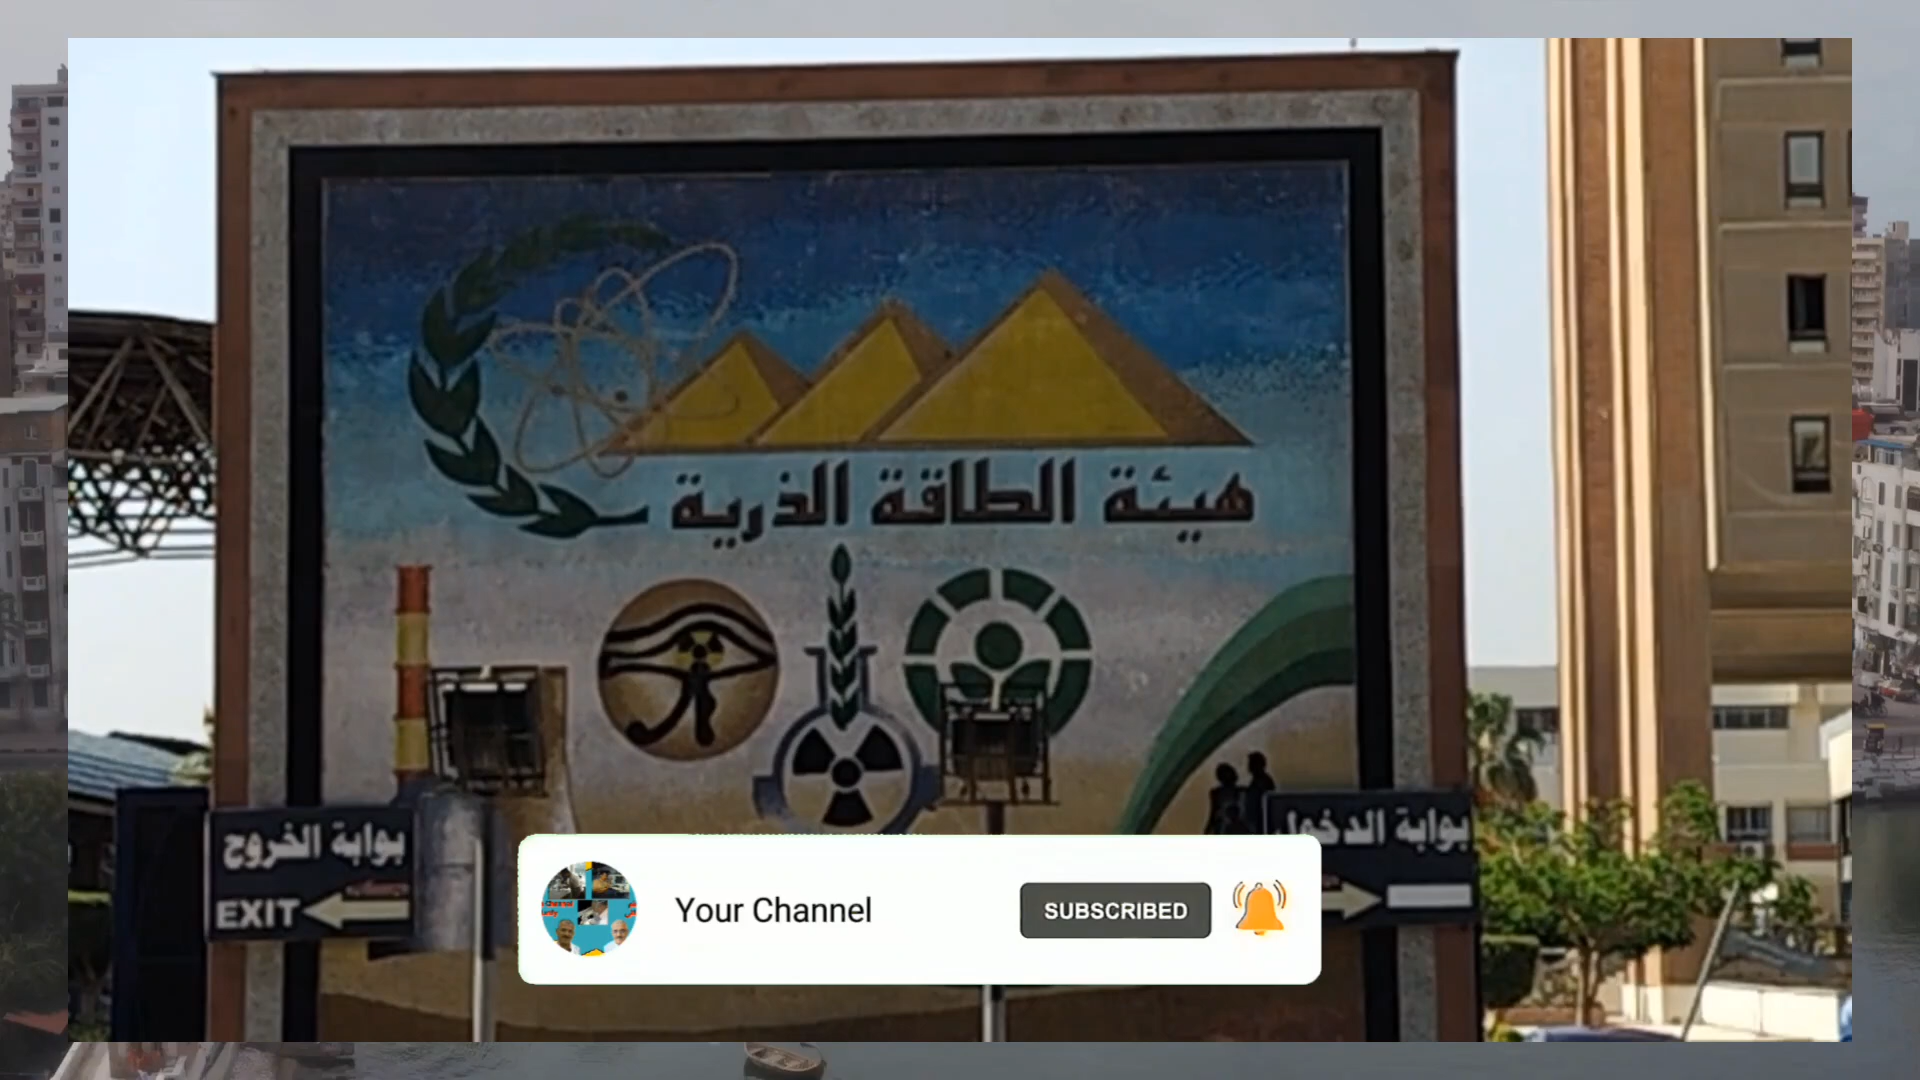 هيئة الطاقة الذرية
بوابة الخروج
EXIT
بوابة الدخول
Your Channel
SUBSCRIBED